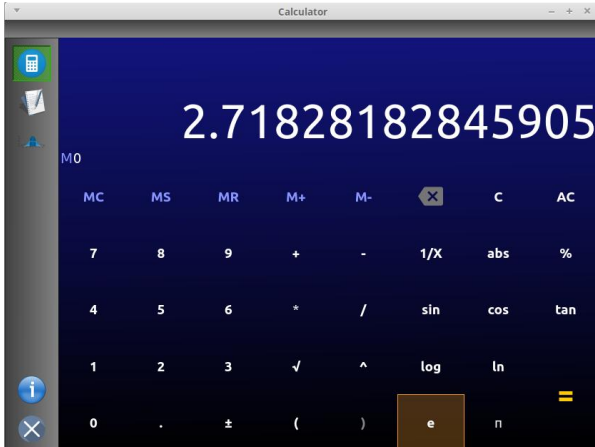 Calculator
2.71828182845905
M0
MC MS MR M+ M- C AC
7 8 9 + - 1/X abs %
4 5 6 * / sin cos tan
1 2 3 √ ^ log ln
=
0 . ± ( ) e π